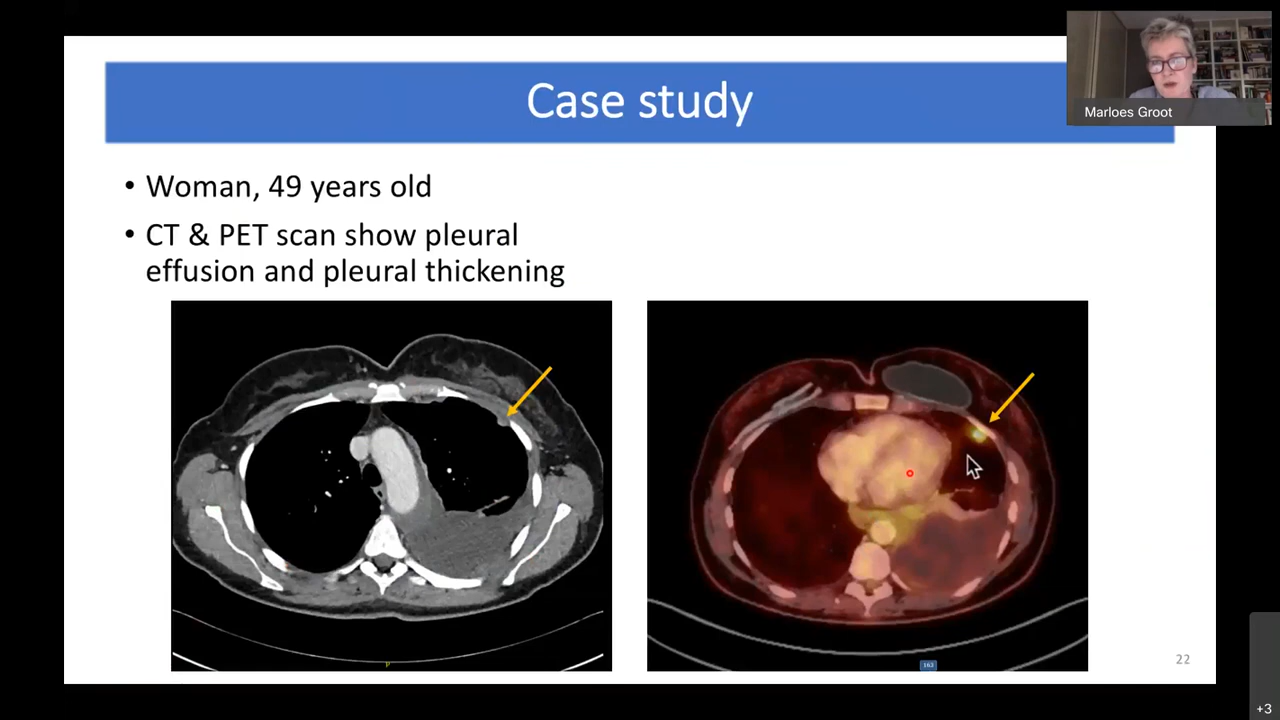 Case study
Marloes Groot
• Woman, 49 years old
• CT & PET scan show pleural
effusion and pleural thickening
P
163
22
+3